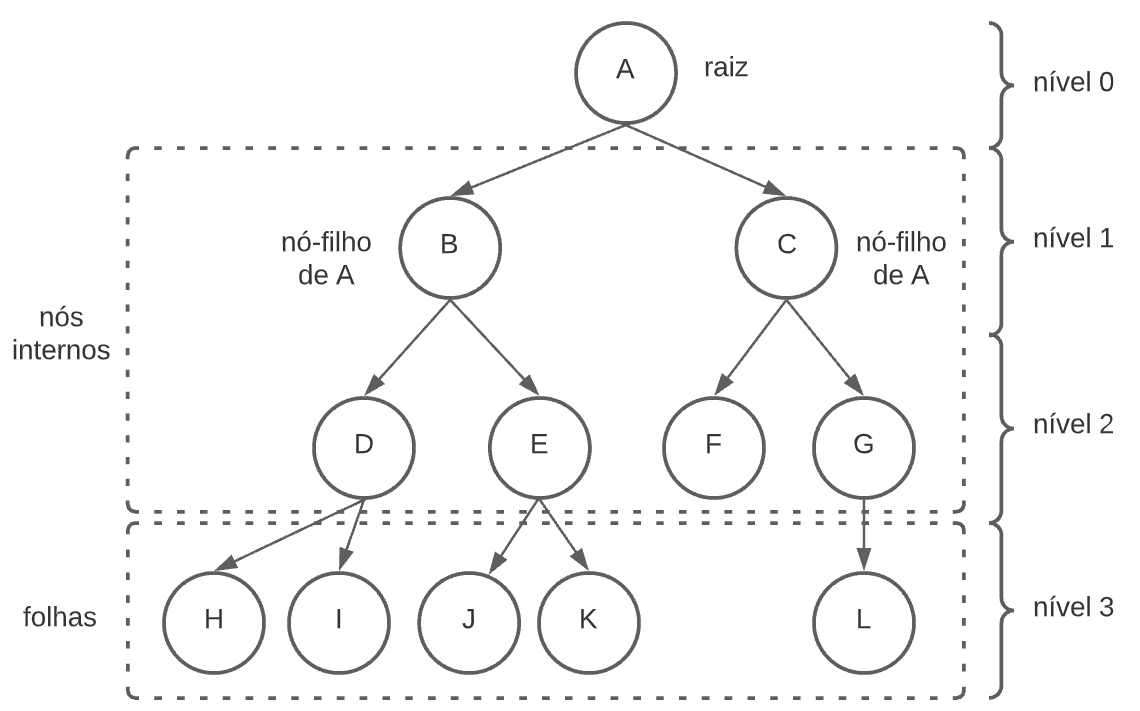 A
raiz
nível 0
nó-filho
de A
B
C
nó-filho
de A
nível 1
nós
internos
D
E
F
G
nível 2
folhas
H
I
J
K
L
nível 3